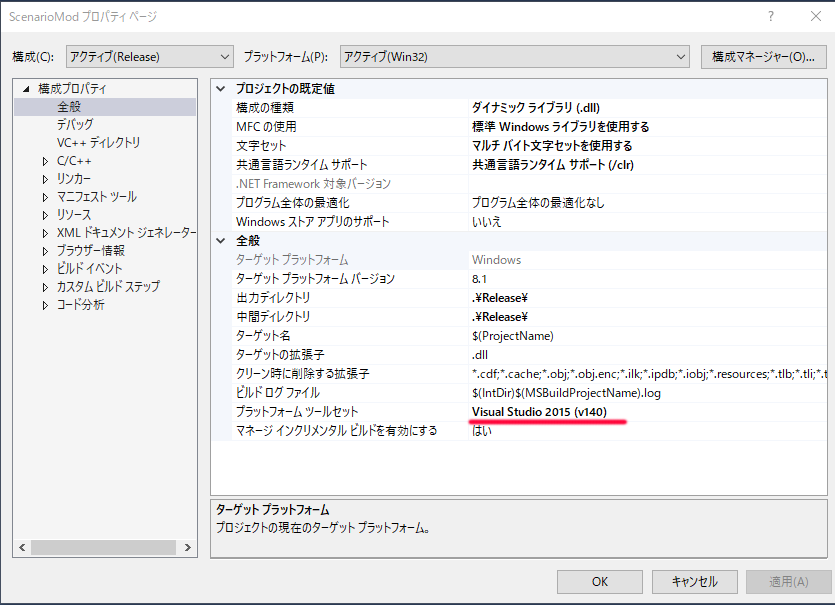 ScenarioMod プロパティ ページ
構成(C): アクティブ(Release) プラットフォーム(P): アクティブ(Win32) 構成マネージャー(O)...
構成プロパティ
全般
デバッグ
VC++ ディレクトリ
C/C++
リンカー
マニフェスト ツール
リソース
XML ドキュメント ジェネレーター
ブラウザー情報
ビルド イベント
カスタム ビルド ステップ
コード分析
プロジェクトの既定値
構成の種類 ダイナミック ライブラリ (.dll)
MFC の使用 標準 Windows ライブラリを使用する
文字セット マルチ バイト文字セットを使用する
共通言語ランタイム サポート 共通言語ランタイム サポート (/clr)
.NET Framework 対象バージョン
プログラム全体の最適化 プログラム全体の最適化なし
Windows ストア アプリのサポート いいえ
全般
ターゲット プラットフォーム Windows
ターゲット プラットフォーム バージョン 8.1
出力ディレクトリ .¥Release¥
中間ディレクトリ .¥Release¥
ターゲット名 $(ProjectName)
ターゲットの拡張子 .dll
クリーン時に削除する拡張子 *.cdf;*.cache;*.obj;*.obj.enc;*.ilk;*.ipdb;*.iobj;*.resources;*.tlb;*.tli;*.t
ビルド ログ ファイル $(IntDir)$(MSBuildProjectName).log
プラットフォーム ツールセット Visual Studio 2015 (v140)
マネージ インクリメンタル ビルドを有効にする はい
ターゲット プラットフォーム
プロジェクトの現在のターゲット プラットフォーム。
OK キャンセル 適用(A)